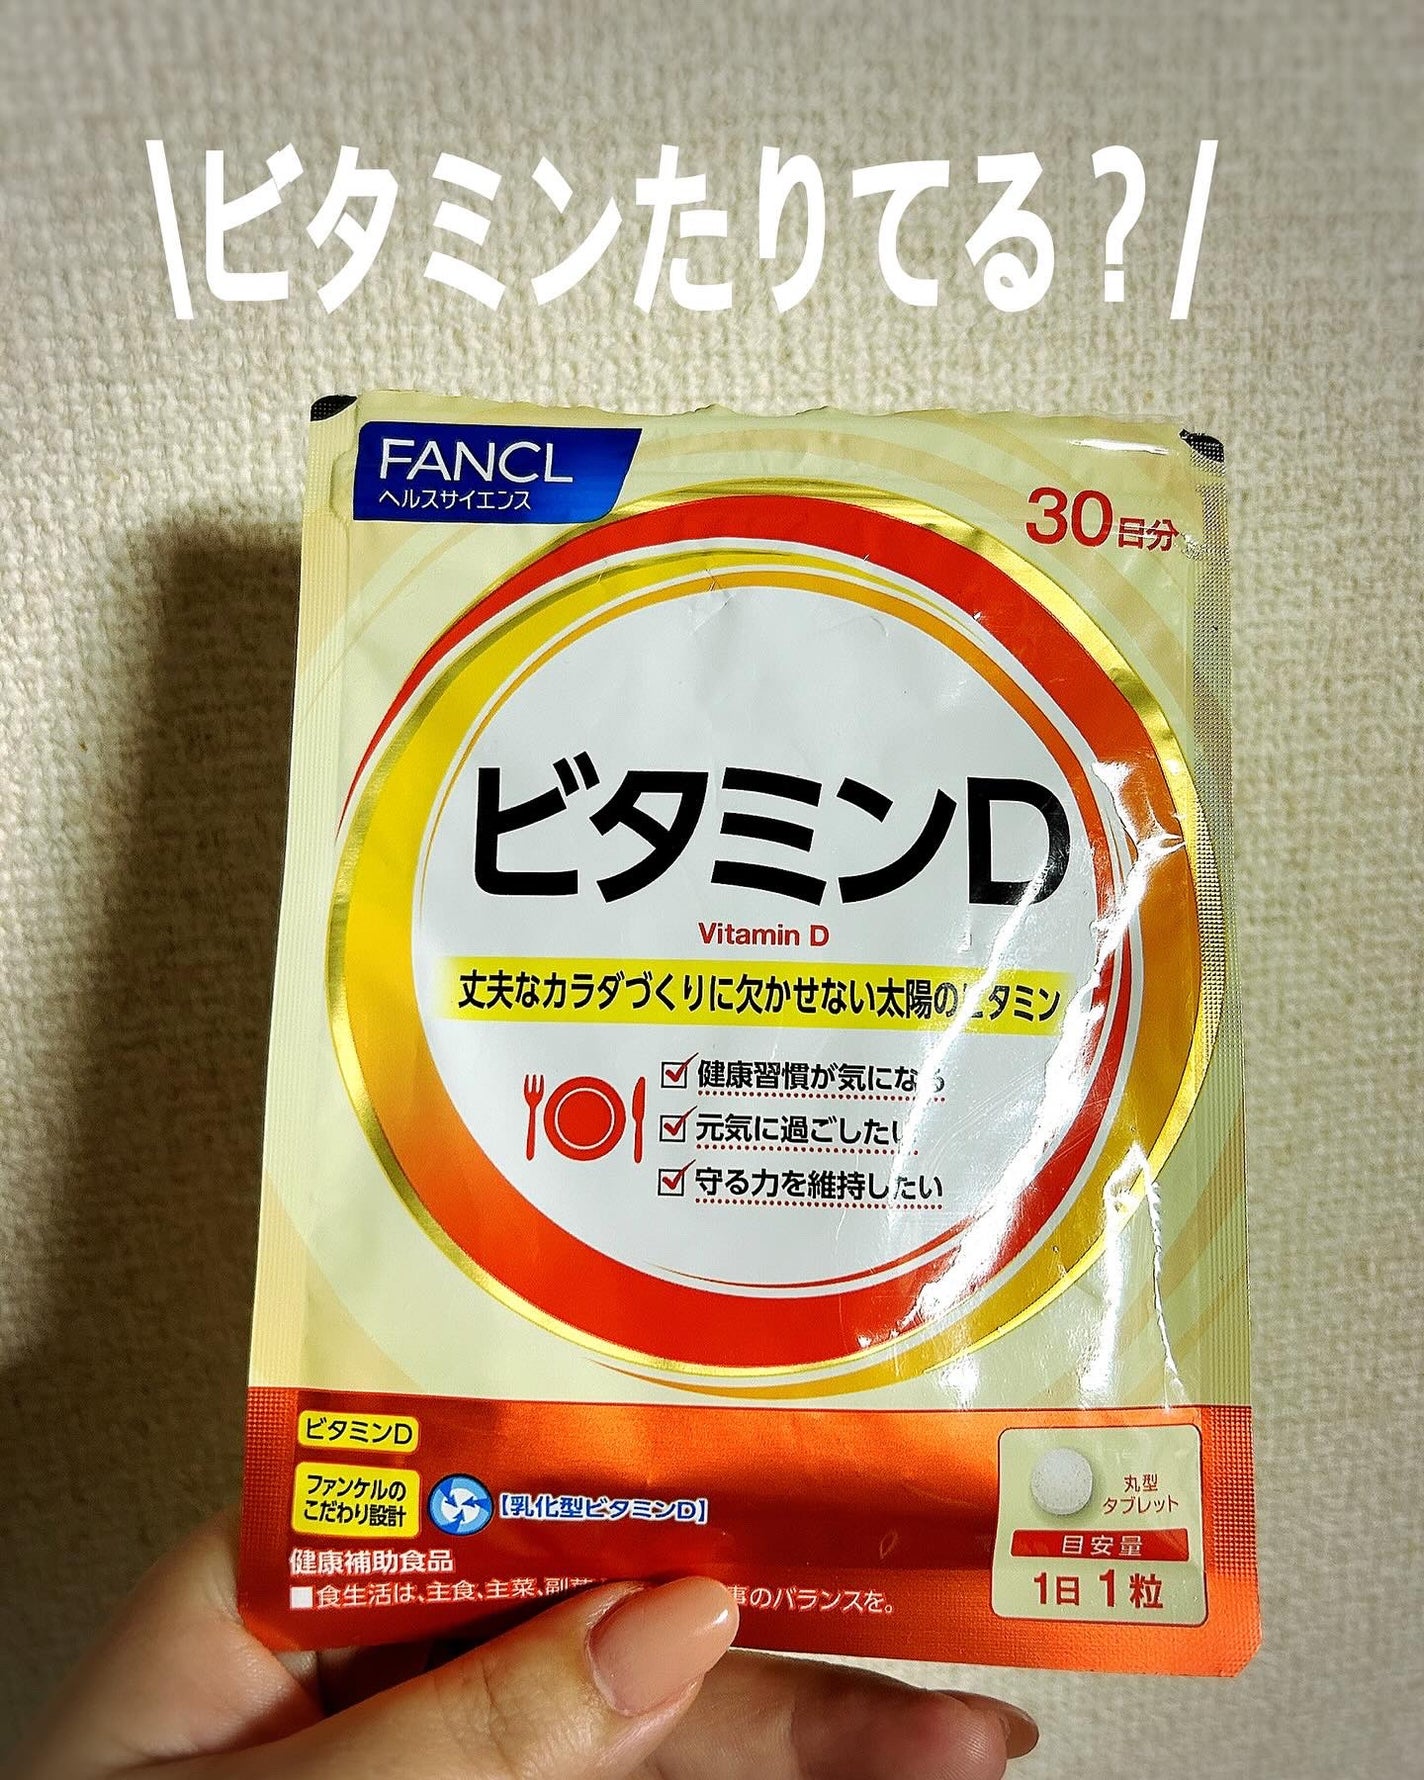 \ビタミンたりてる？/
FANCL
ヘルスサイエンス
30日分
ビタミンD
Vitamin D
丈夫なカラダづくりに欠かせない太陽のビタミン
健康習慣が気になる
元気に過ごしたい
守る力を維持したい
ビタミンD
ファンケルの
こだわり設計
【乳化型ビタミンD】
健康補助食品
■食生活は、主食、主菜、副菜 事のバランスを。
丸型
タブレット
目安量
1日 1粒